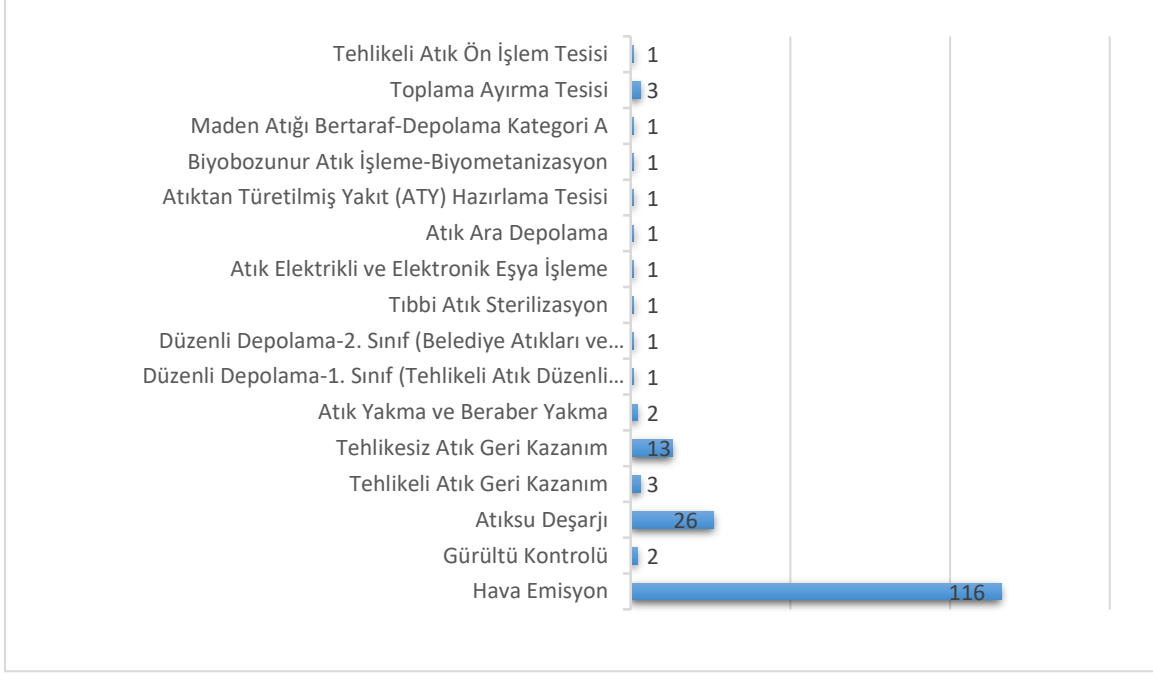 Tehlikeli Atık Ön İşlem Tesisi 1
Toplama Ayırma Tesisi 3
Maden Atığı Bertaraf-Depolama Kategori A 1
Biyobozunur Atık İşleme-Biyometanizasyon 1
Atıktan Türetilmiş Yakıt (ATY) Hazırlama Tesisi 1
Atık Ara Depolama 1
Atık Elektrikli ve Elektronik Eşya İşleme 1
Tıbbi Atık Sterilizasyon 1
Düzenli Depolama-2. Sınıf (Belediye Atıkları ve... 1
Düzenli Depolama-1. Sınıf (Tehlikeli Atık Düzenli... 1
Atık Yakma ve Beraber Yakma 2
Tehlikesiz Atık Geri Kazanım 13
Tehlikeli Atık Geri Kazanım 3
Atıksu Deşarjı 26
Gürültü Kontrolü 2
Hava Emisyon 116